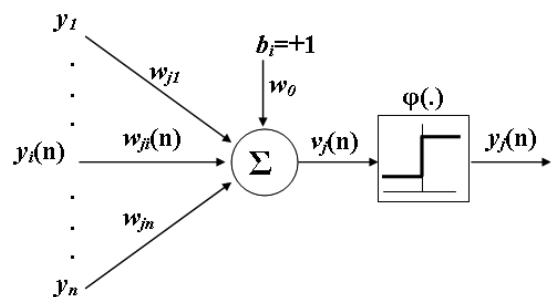 y1
bi=+1
wj1
w0
φ(.)
yi(n)
wji(n)
Σ
vj(n)
yj(n)
wjn
yn